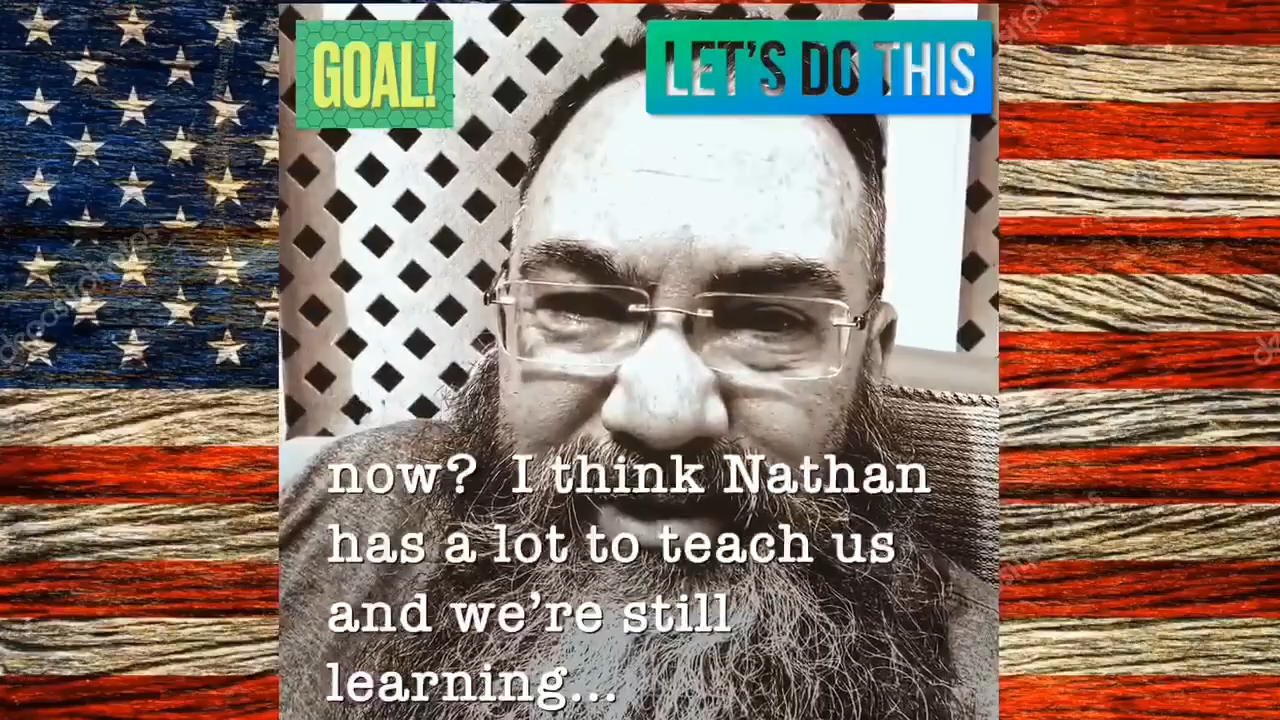 GOAL!
LET'S DO THIS
now? I think Nathan
has a lot to teach us
and we're still
learning...